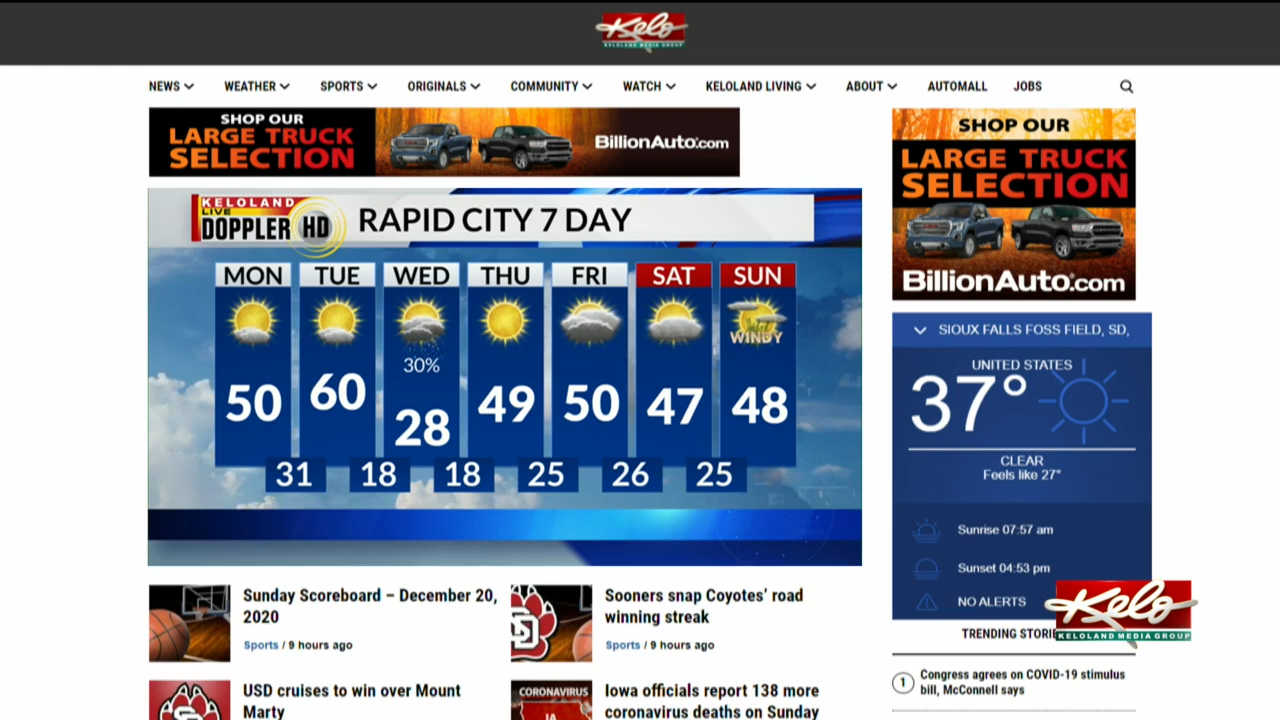 Kelo
KELOLAND MEDIA GROUP
NEWS
WEATHER
SPORTS
ORIGINALS
COMMUNITY
WATCH
KELOLAND LIVING
ABOUT
AUTOMALL
JOBS
SHOP OUR
LARGE TRUCK
SELECTION
BillionAuto.com
SHOP OUR
LARGE TRUCK
SELECTION
BillionAuto.com
KELOLAND
LIVE
DOPPLER HD
RAPID CITY 7 DAY
MON TUE WED THU FRI SAT SUN
WINDY
30%
50 60 28 49 50 47 48
31 18 18 25 26 25
SIOUX FALLS FOSS FIELD, SD,
UNITED STATES
37°
CLEAR
Feels like 27°
Sunrise 07:57 am
Sunset 04:53 pm
NO ALERTS
Kelo
KELOLAND MEDIA GROUP
Sunday Scoreboard – December 20,
2020
Sports / 9 hours ago
Sooners snap Coyotes’ road
winning streak
Sports / 9 hours ago
USD cruises to win over Mount
Marty
CORONAVIRUS
IA
Iowa officials report 138 more
coronavirus deaths on Sunday
TRENDING STORIE
1
Congress agrees on COVID-19 stimulus
bill, McConnell says